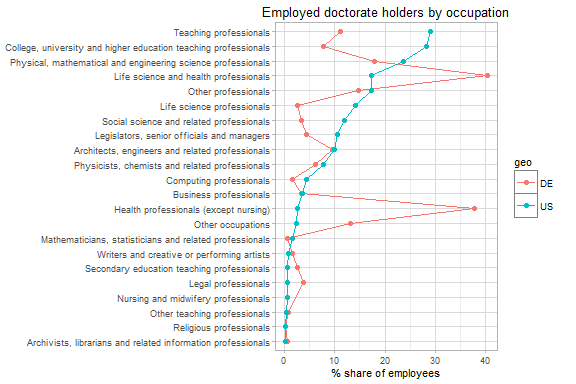 Employed doctorate holders by occupation
Teaching professionals
College, university and higher education teaching professionals
Physical, mathematical and engineering science professionals
Life science and health professionals
Other professionals
Life science professionals
Social science and related professionals
Legislators, senior officials and managers
Architects, engineers and related professionals
Physicists, chemists and related professionals
Computing professionals
Business professionals
Health professionals (except nursing)
Other occupations
Mathematicians, statisticians and related professionals
Writers and creative or performing artists
Secondary education teaching professionals
Legal professionals
Nursing and midwifery professionals
Other teaching professionals
Religious professionals
Archivists, librarians and related information professionals
0 10 20 30 40
% share of employees
geo
DE
US